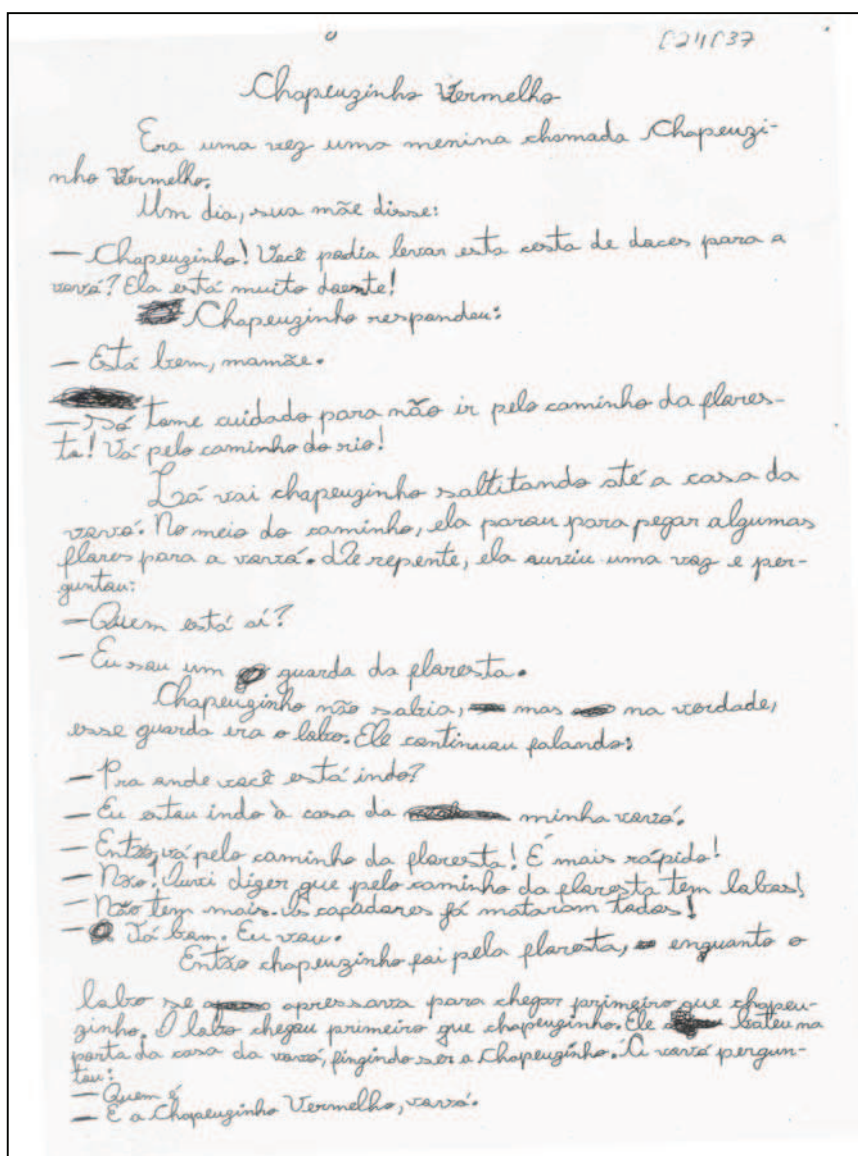 024137
Chapeuzinho Vermelho
Era uma vez uma menina chamada Chapeuzi-
nho Vermelho.
Um dia, sua mãe disse:
— Chapeuzinho! Você podia levar esta cesta de doces para a
vovó? Ela está muito doente!
Chapeuzinho respondeu:
— Está bem, mamãe.
— Só tome cuidado para não ir pelo caminho da flores-
ta! Vá pelo caminho do rio!
Lá vai chapeuzinho saltitando até a casa da
vovó. No meio do caminho, ela parou para pegar algumas
flores para a vovó. De repente, ela ouviu uma voz e per-
guntou:
— Quem está aí?
— Eu sou um guarda da floresta.
Chapeuzinho não sabia, mas na verdade,
esse guarda era o lobo. Ele continuou falando:
— Pra onde você está indo?
— Eu estou indo à casa da minha vovó.
— Então, vá pelo caminho da floresta! É mais rápido!
— Não! Ouvi dizer que pelo caminho da floresta tem lobos!
— Não tem mais. Os caçadores já mataram todos!
— Tá bom. Eu vou.
Então chapeuzinho foi pela floresta, enquanto o
lobo se apressava para chegar primeiro que chapeu-
zinho. O lobo chegou primeiro que chapeuzinho. Ele bateu na
porta da casa da vovó, fingindo ser a Chapeuzinho. A vovó pergun-
tou:
— Quem é
— É a Chapeuzinho Vermelho, vovó.